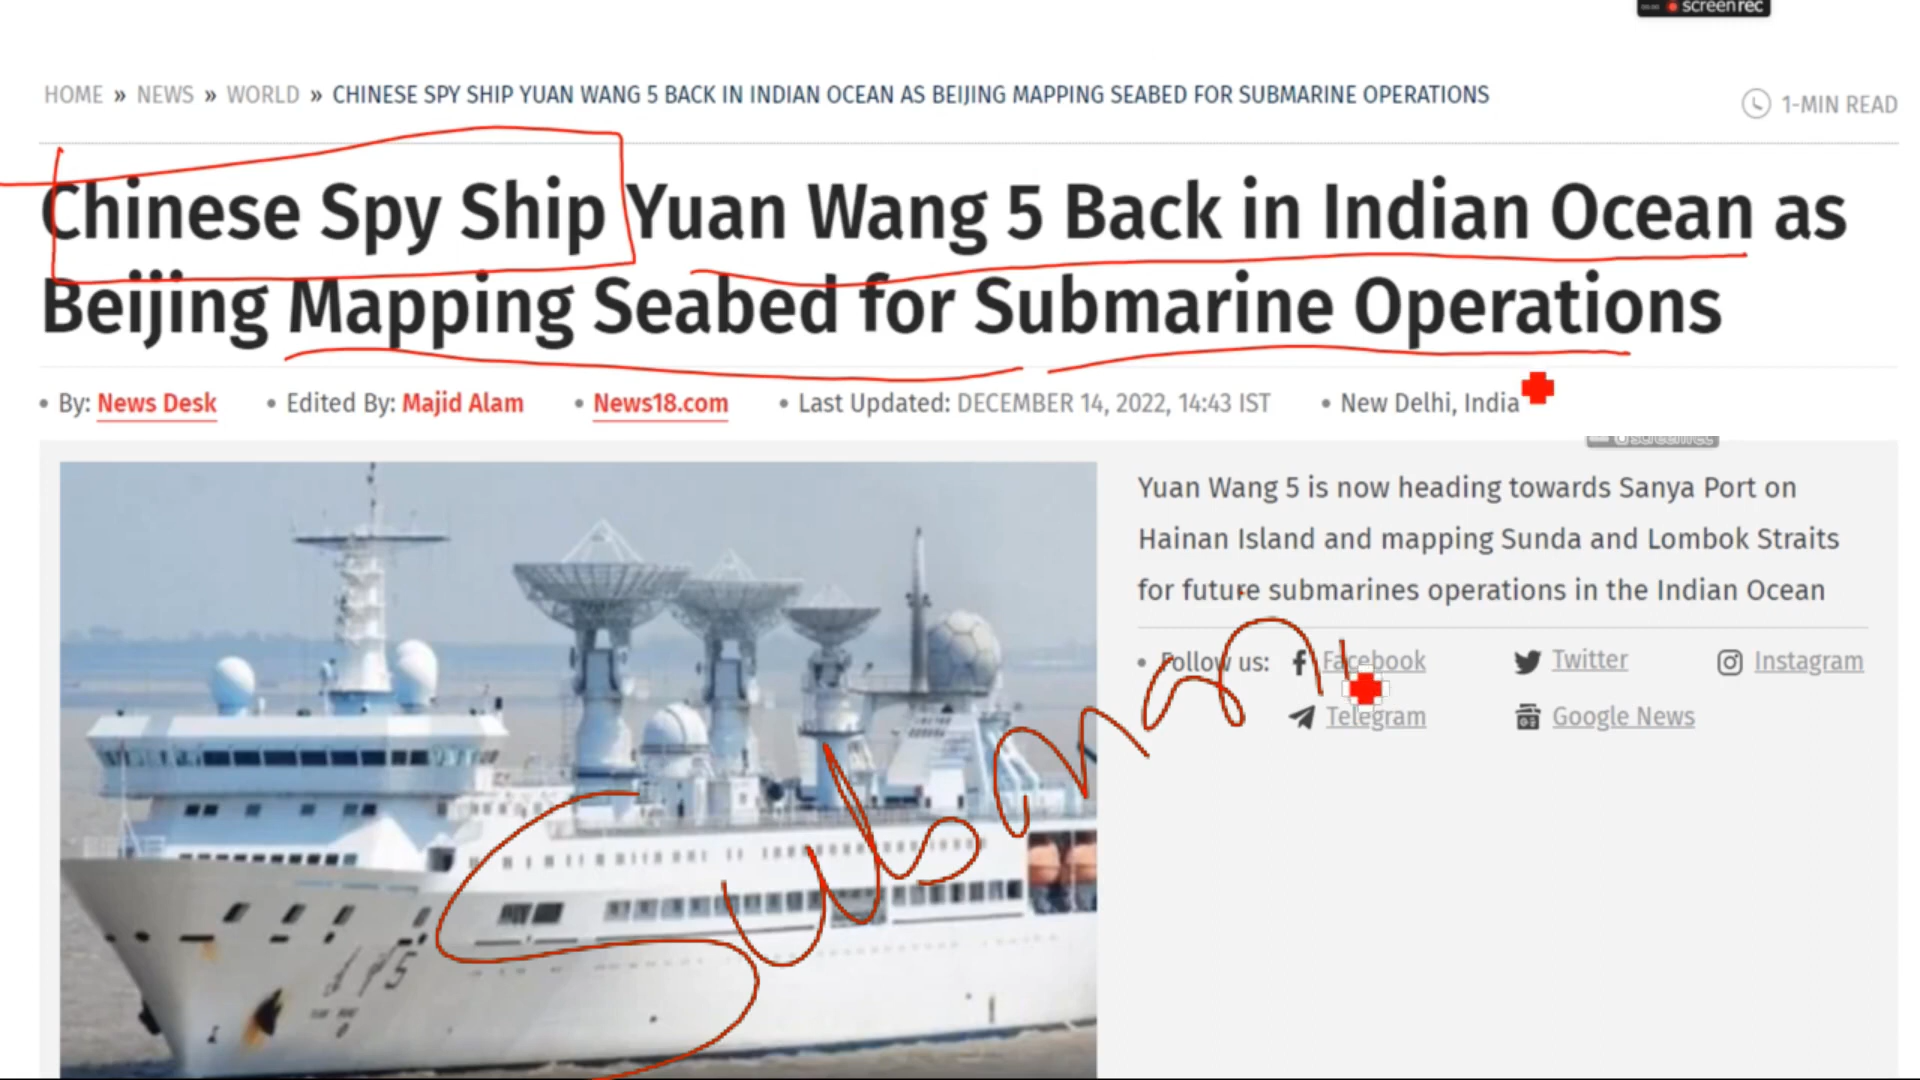 screenrec
HOME » NEWS » WORLD » CHINESE SPY SHIP YUAN WANG 5 BACK IN INDIAN OCEAN AS BEIJING MAPPING SEABED FOR SUBMARINE OPERATIONS
1-MIN READ
Chinese Spy Ship Yuan Wang 5 Back in Indian Ocean as
Beijing Mapping Seabed for Submarine Operations
• By: News Desk • Edited By: Majid Alam • News18.com • Last Updated: DECEMBER 14, 2022, 14:43 IST • New Delhi, India
Yuan Wang 5 is now heading towards Sanya Port on
Hainan Island and mapping Sunda and Lombok Straits
for future submarines operations in the Indian Ocean
• Follow us: Facebook Twitter Instagram
Telegram Google News
Submari